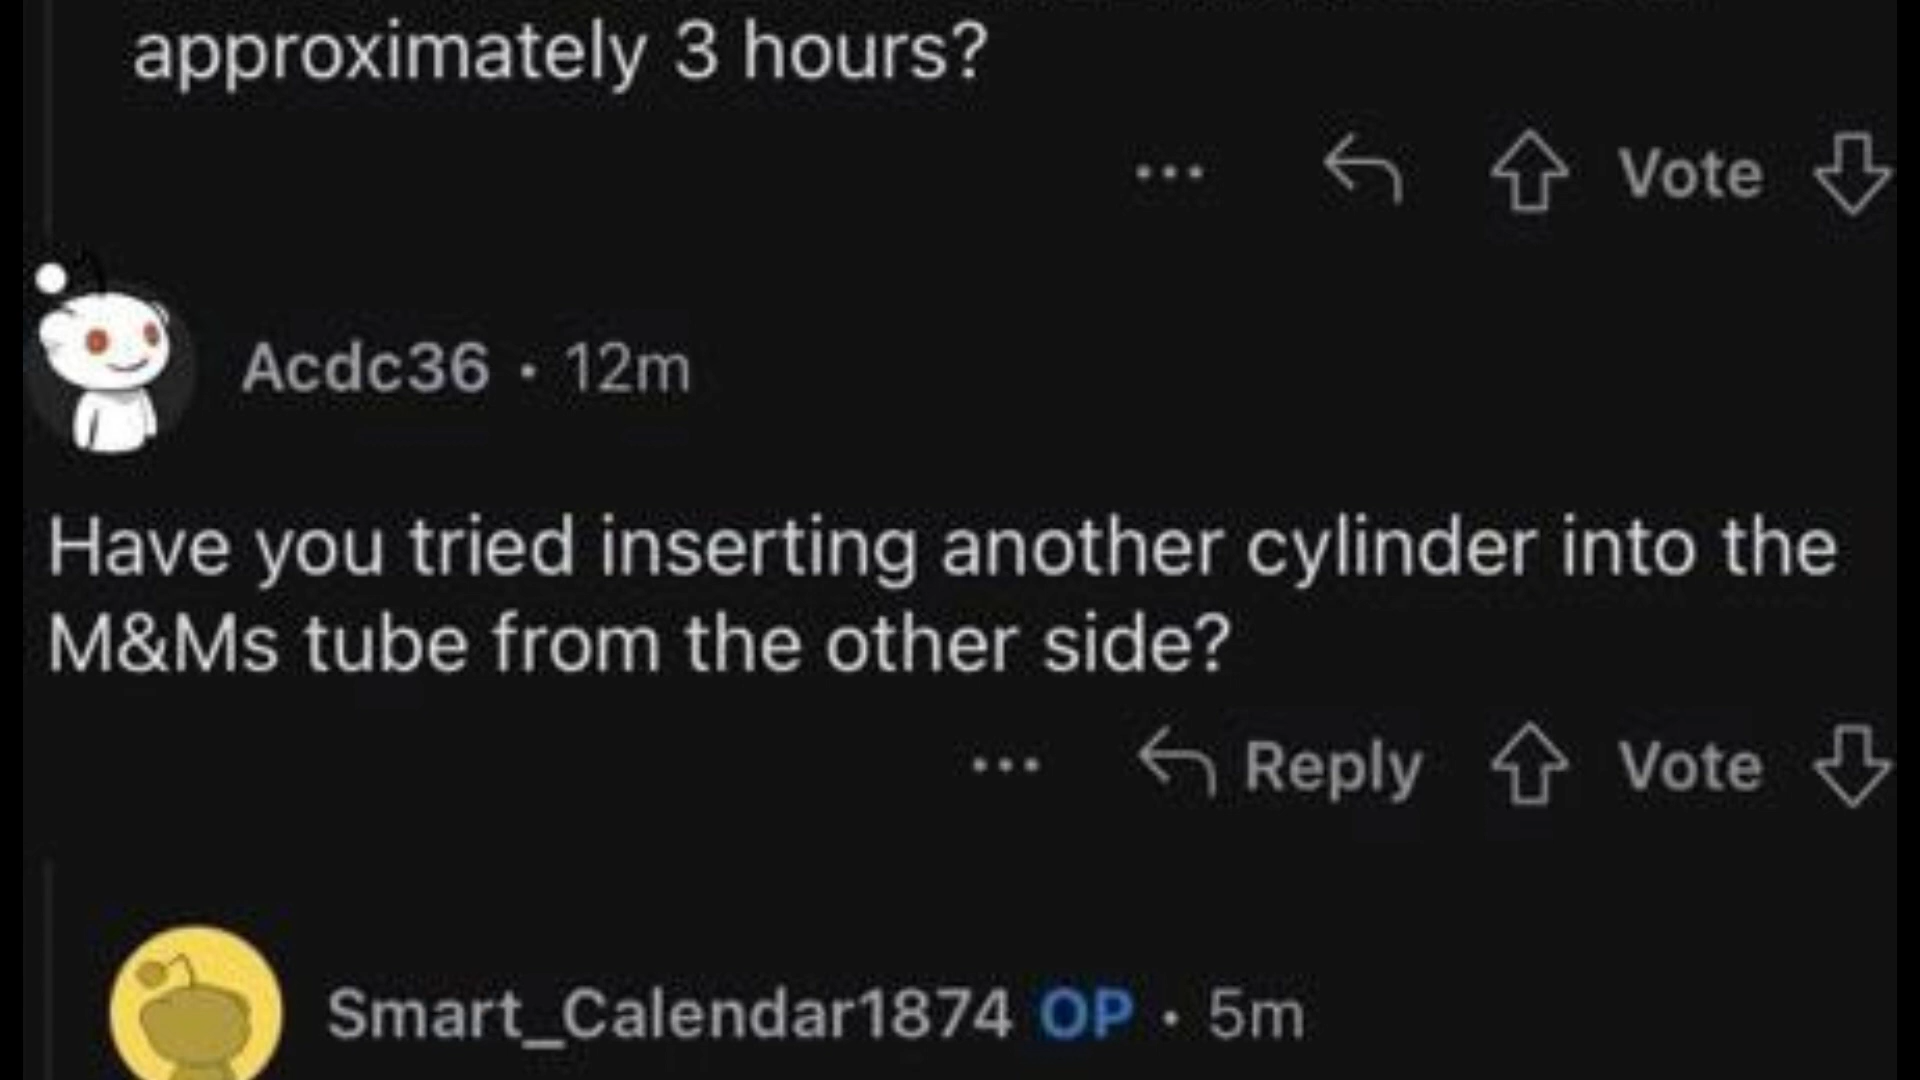 approximately 3 hours?
... Vote
Acdc36 · 12m
Have you tried inserting another cylinder into the
M&Ms tube from the other side?
... Reply Vote
Smart_Calendar1874 OP · 5m